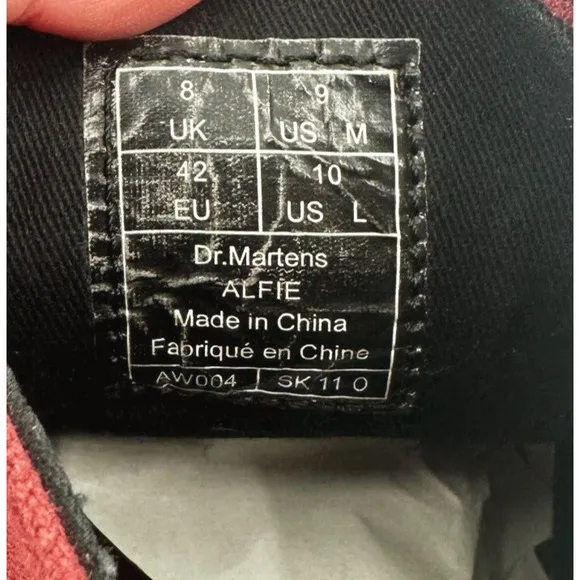 8 9
UK US M
42 10
EU US L
Dr.Martens
ALFIE
Made in China
Fabriqué en Chine
AW004 SK 11 O